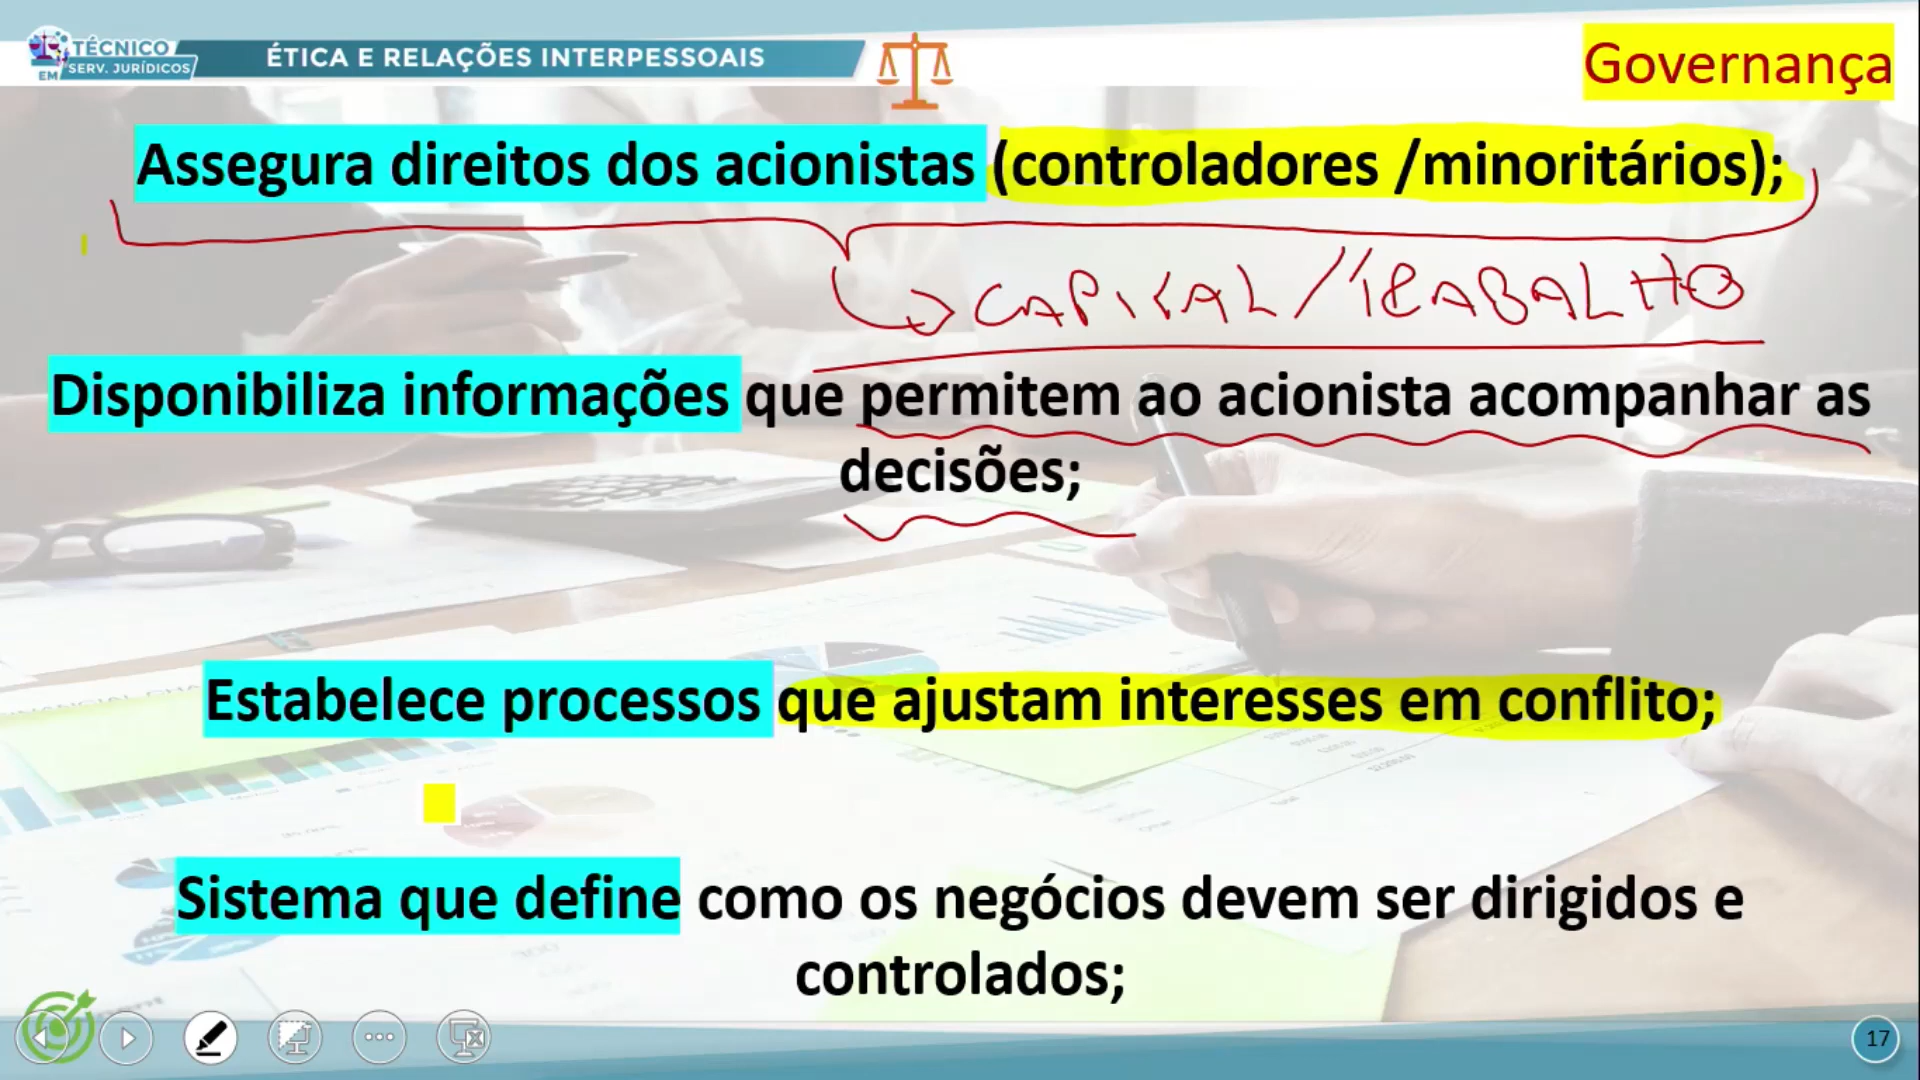 TÉCNICO
EM SERV. JURÍDICOS
ÉTICA E RELAÇÕES INTERPESSOAIS
Governança
Assegura direitos dos acionistas (controladores /minoritários);
CAPITAL/TRABALHO
Disponibiliza informações que permitem ao acionista acompanhar as
decisões;
Estabelece processos que ajustam interesses em conflito;
Sistema que define como os negócios devem ser dirigidos e
controlados;
17